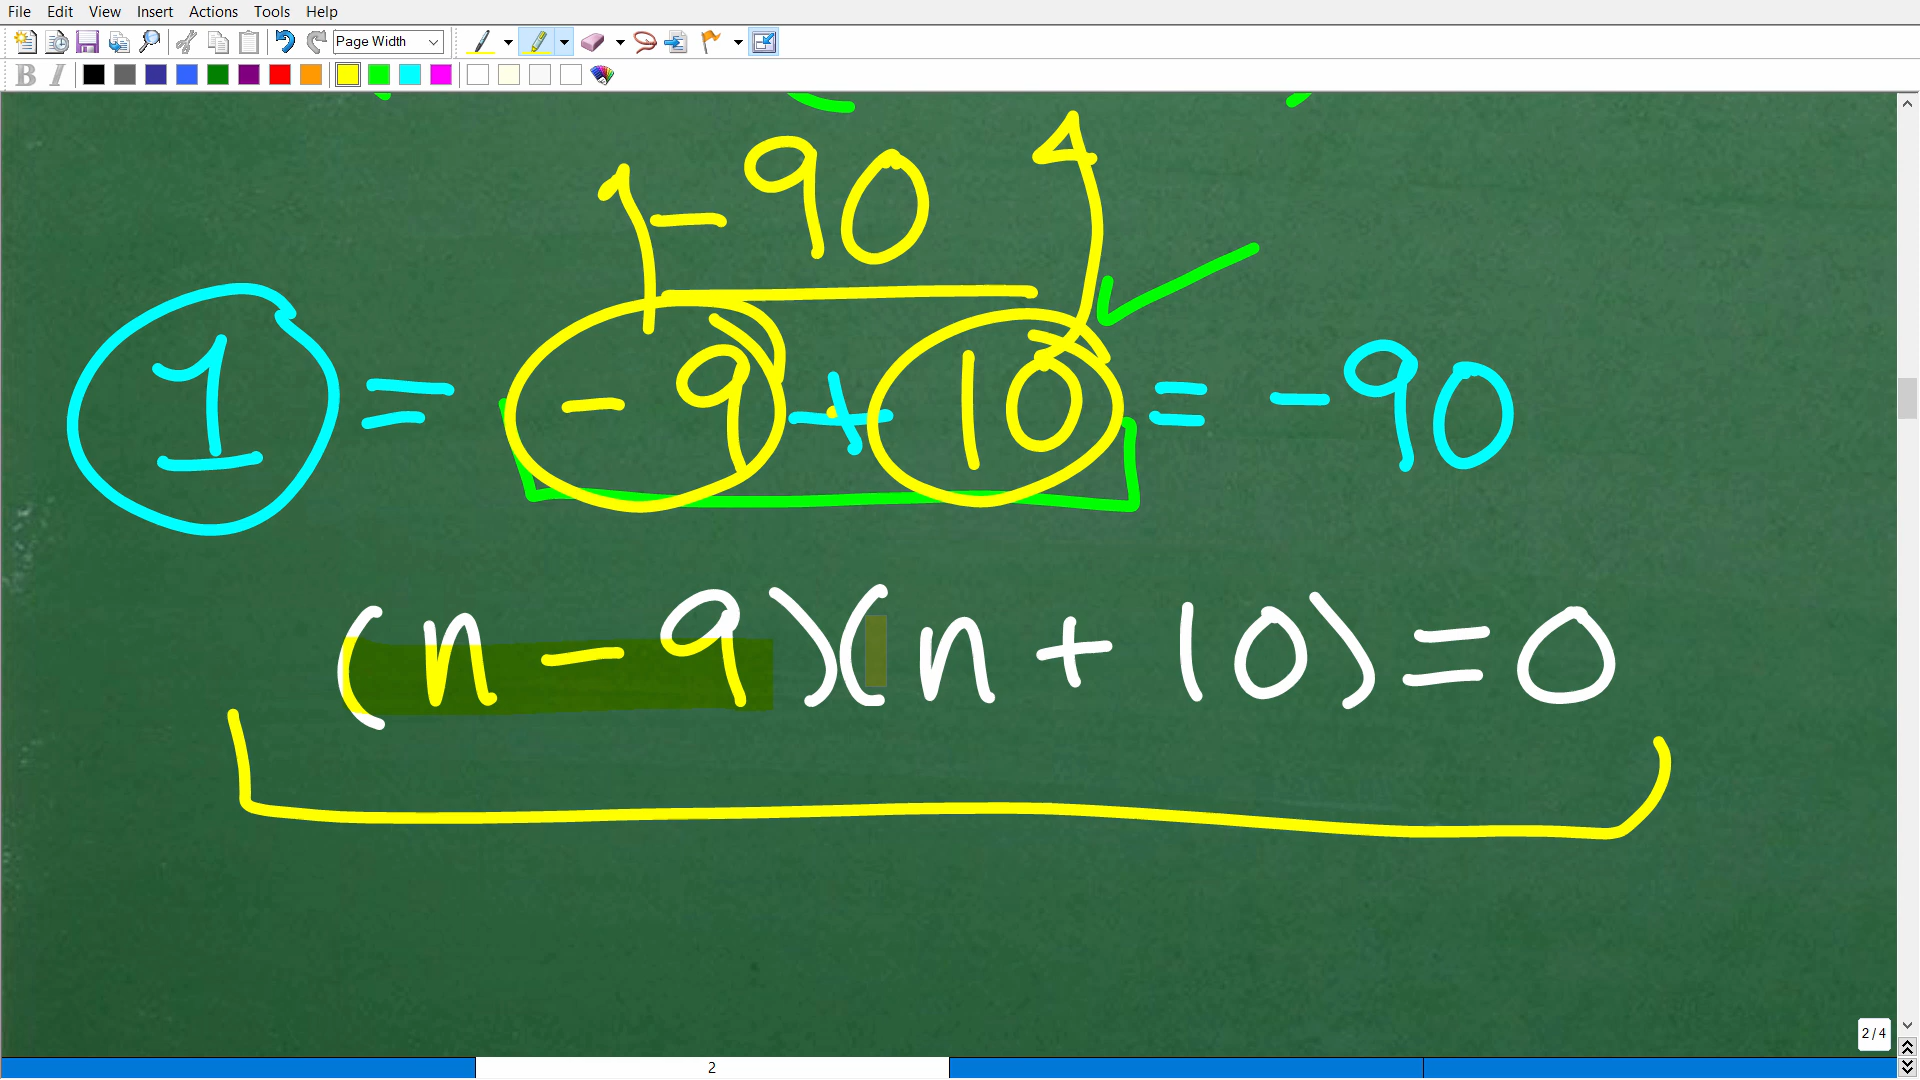 File Edit View Insert Actions Tools Help
Page Width
B I
-90
1 = -9 + 10 = -90
(n - 9)(n + 10) = 0
2 / 4
2